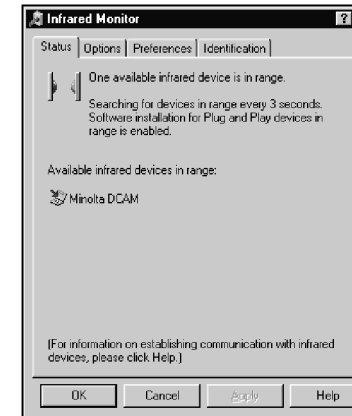 Infrared Monitor
?
Status Options Preferences Identification
One available infrared device is in range.
Searching for devices in range every 3 seconds.
Software installation for Plug and Play devices in
range is enabled.
Available infrared devices in range:
Minolta DCAM
(For information on establishing communication with infrared
devices, please click Help.)
OK Cancel Apply Help